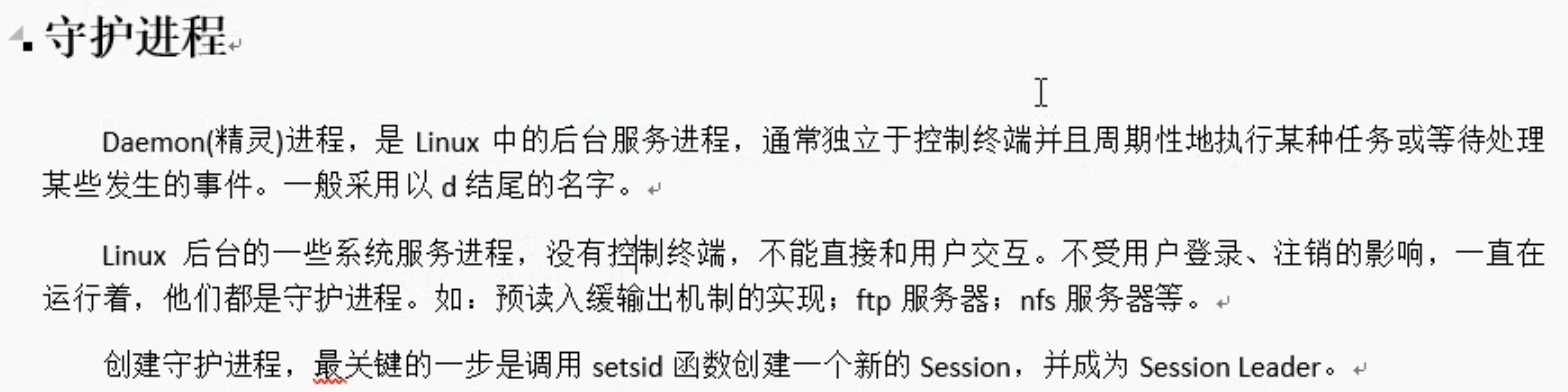 守护进程
Daemon(精灵)进程，是 Linux 中的后台服务进程，通常独立于控制终端并且周期性地执行某种任务或等待处理
某些发生的事件。一般采用以 d 结尾的名字。
Linux 后台的一些系统服务进程，没有控制终端，不能直接和用户交互。不受用户登录、注销的影响，一直在
运行着，他们都是守护进程。如：预读入缓输出机制的实现；ftp 服务器；nfs 服务器等。
创建守护进程，最关键的一步是调用 setsid 函数创建一个新的 Session，并成为 Session Leader。